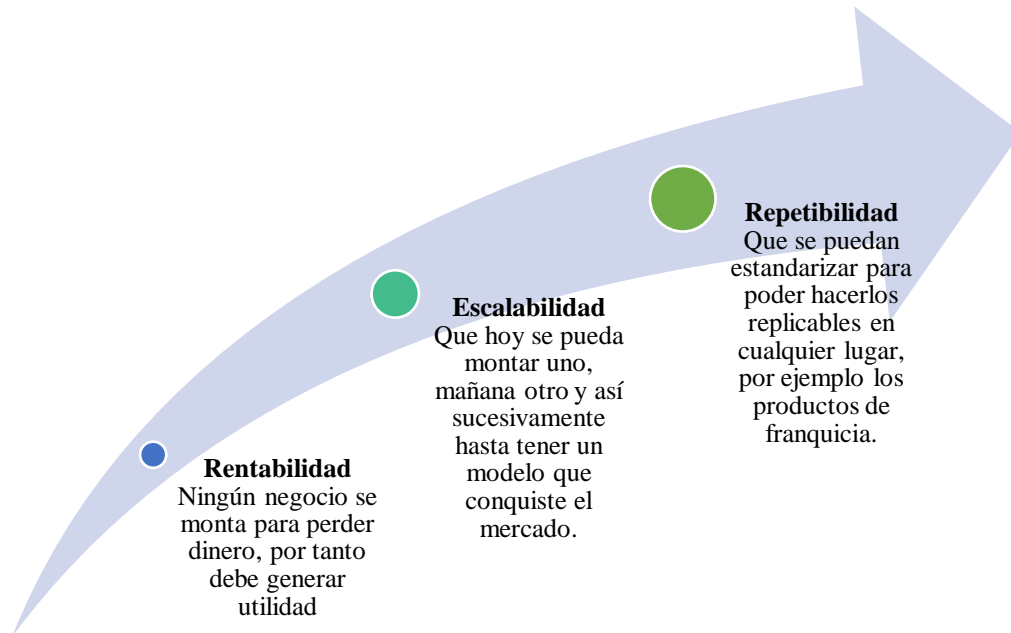 Rentabilidad
Ningún negocio se
monta para perder
dinero, por tanto
debe generar
utilidad
Escalabilidad
Que hoy se pueda
montar uno,
mañana otro y así
sucesivamente
hasta tener un
modelo que
conquiste el
mercado.
Repetibilidad
Que se puedan
estandarizar para
poder hacerlos
replicables en
cualquier lugar,
por ejemplo los
productos de
franquicia.